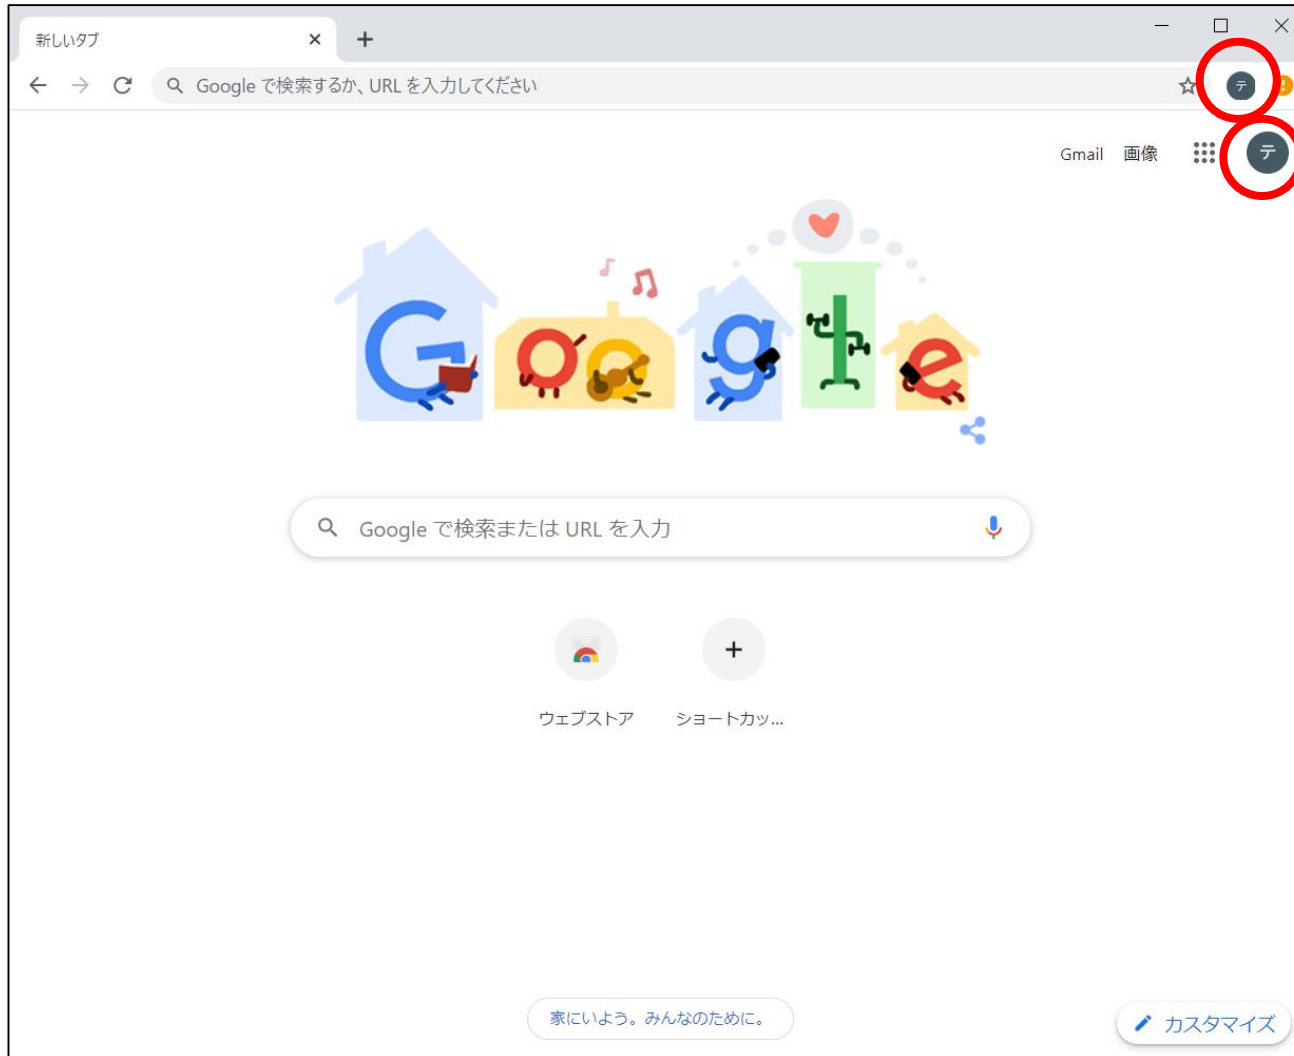 新しいタブ
Google で検索するか、URL を入力してください
テ
Gmail 画像 テ
Google
Google で検索または URL を入力
ウェブストア ショートカッ...
家にいよう。みんなのために。
カスタマイズ